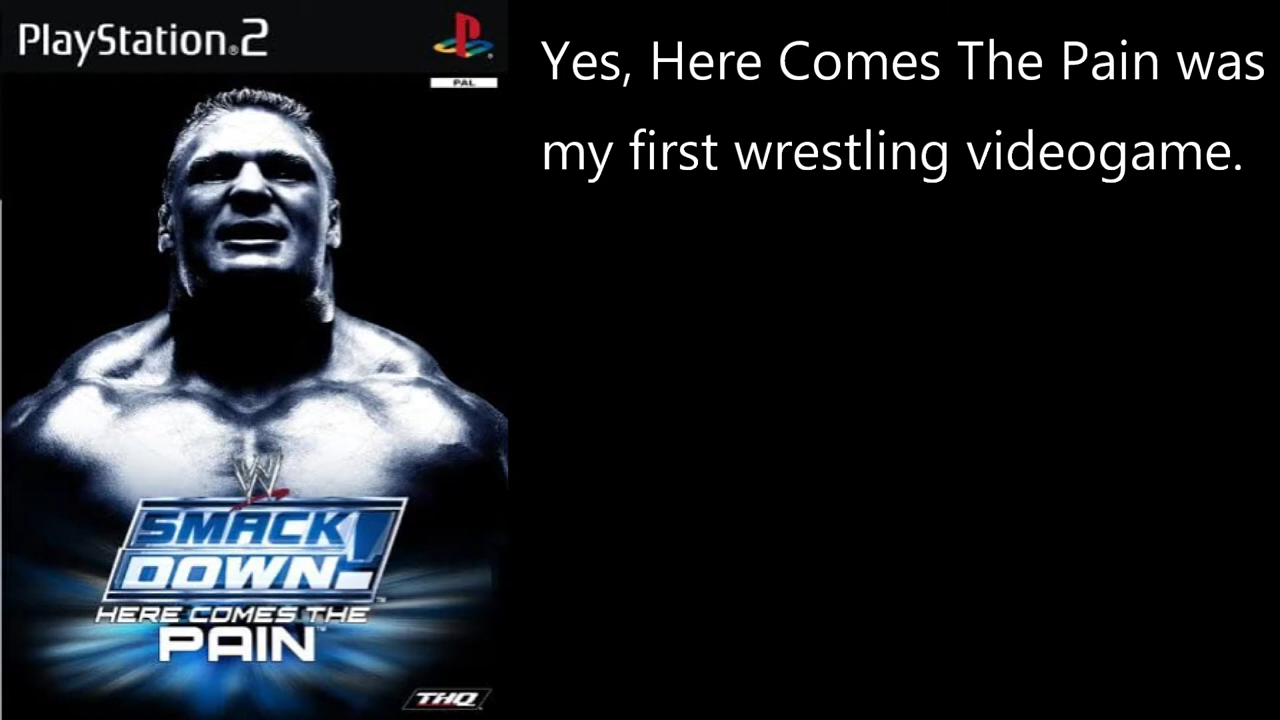 PlayStation®2
PAL
Yes, Here Comes The Pain was
my first wrestling videogame.
W
SMACK
DOWN!
HERE COMES THE
PAIN™
THQ